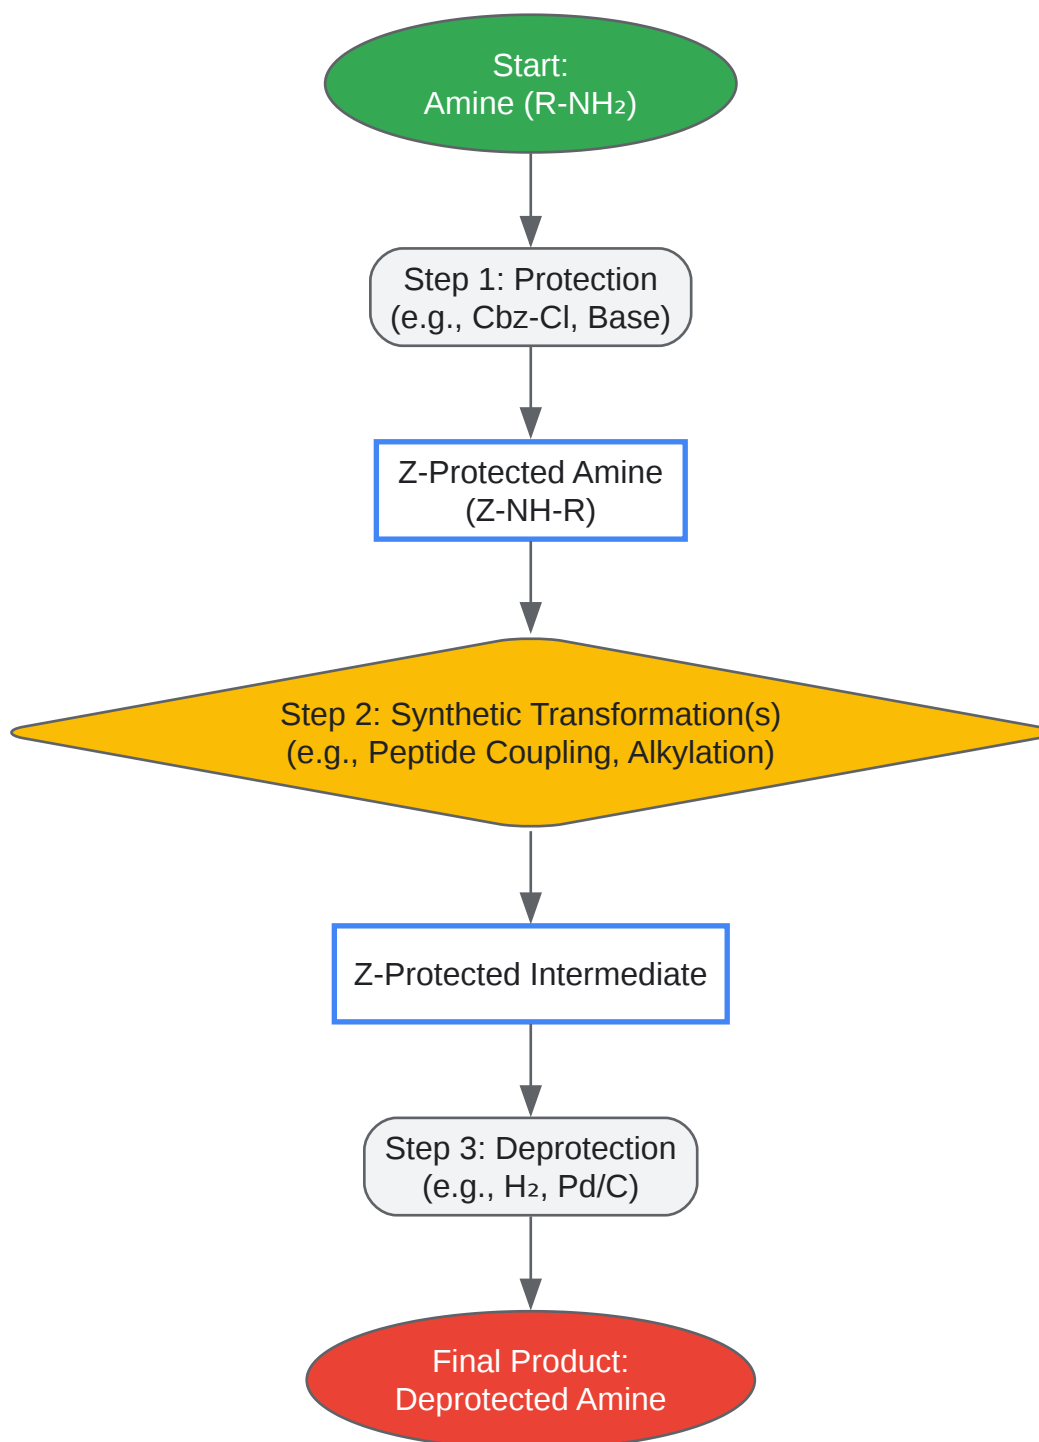 Start:
Amine (R-NH₂)
Step 1: Protection
(e.g., Cbz-Cl, Base)
Z-Protected Amine
(Z-NH-R)
Step 2: Synthetic Transformation(s)
(e.g., Peptide Coupling, Alkylation)
Z-Protected Intermediate
Step 3: Deprotection
(e.g., H₂, Pd/C)
Final Product:
Deprotected Amine